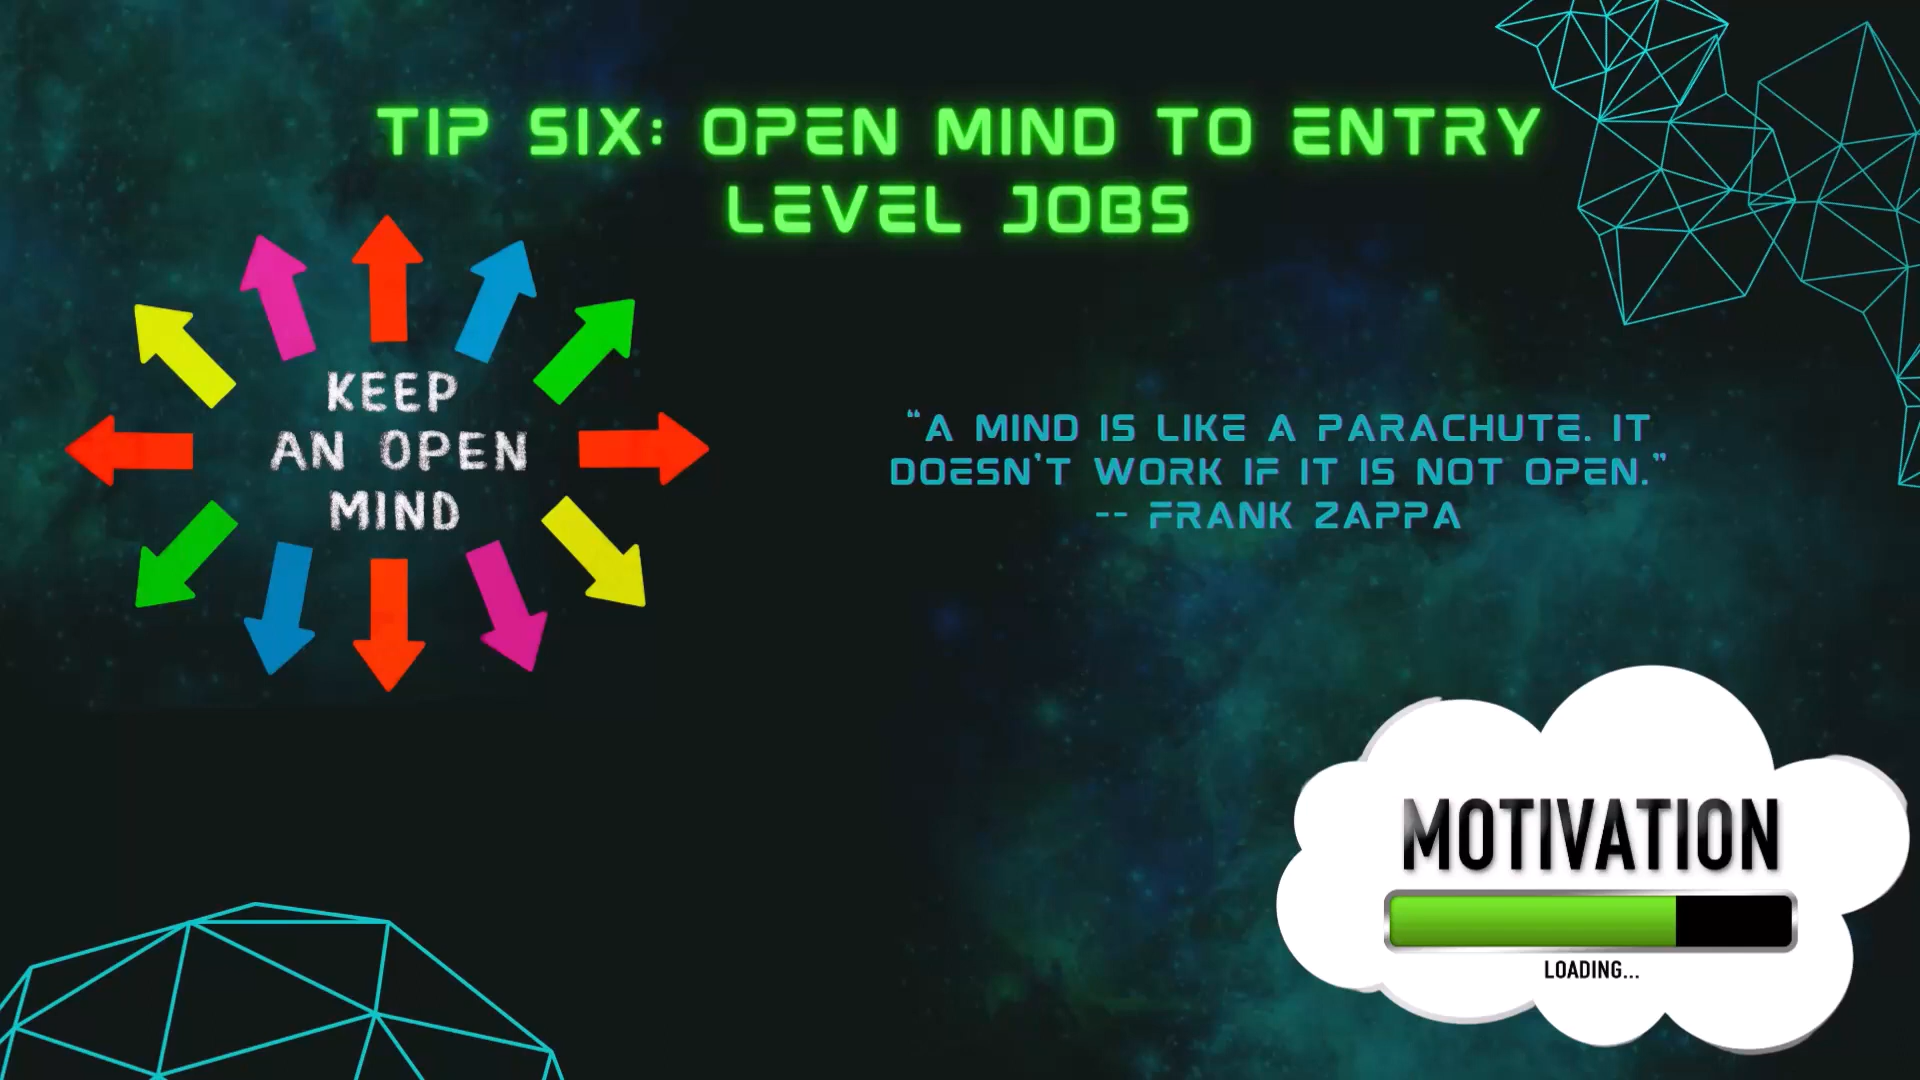 TIP SIX: OPEN MIND TO ENTRY
LEVEL JOBS
KEEP
AN OPEN
MIND
“A MIND IS LIKE A PARACHUTE. IT
DOESN'T WORK IF IT IS NOT OPEN.”
-- FRANK ZAPPA
MOTIVATION
LOADING...